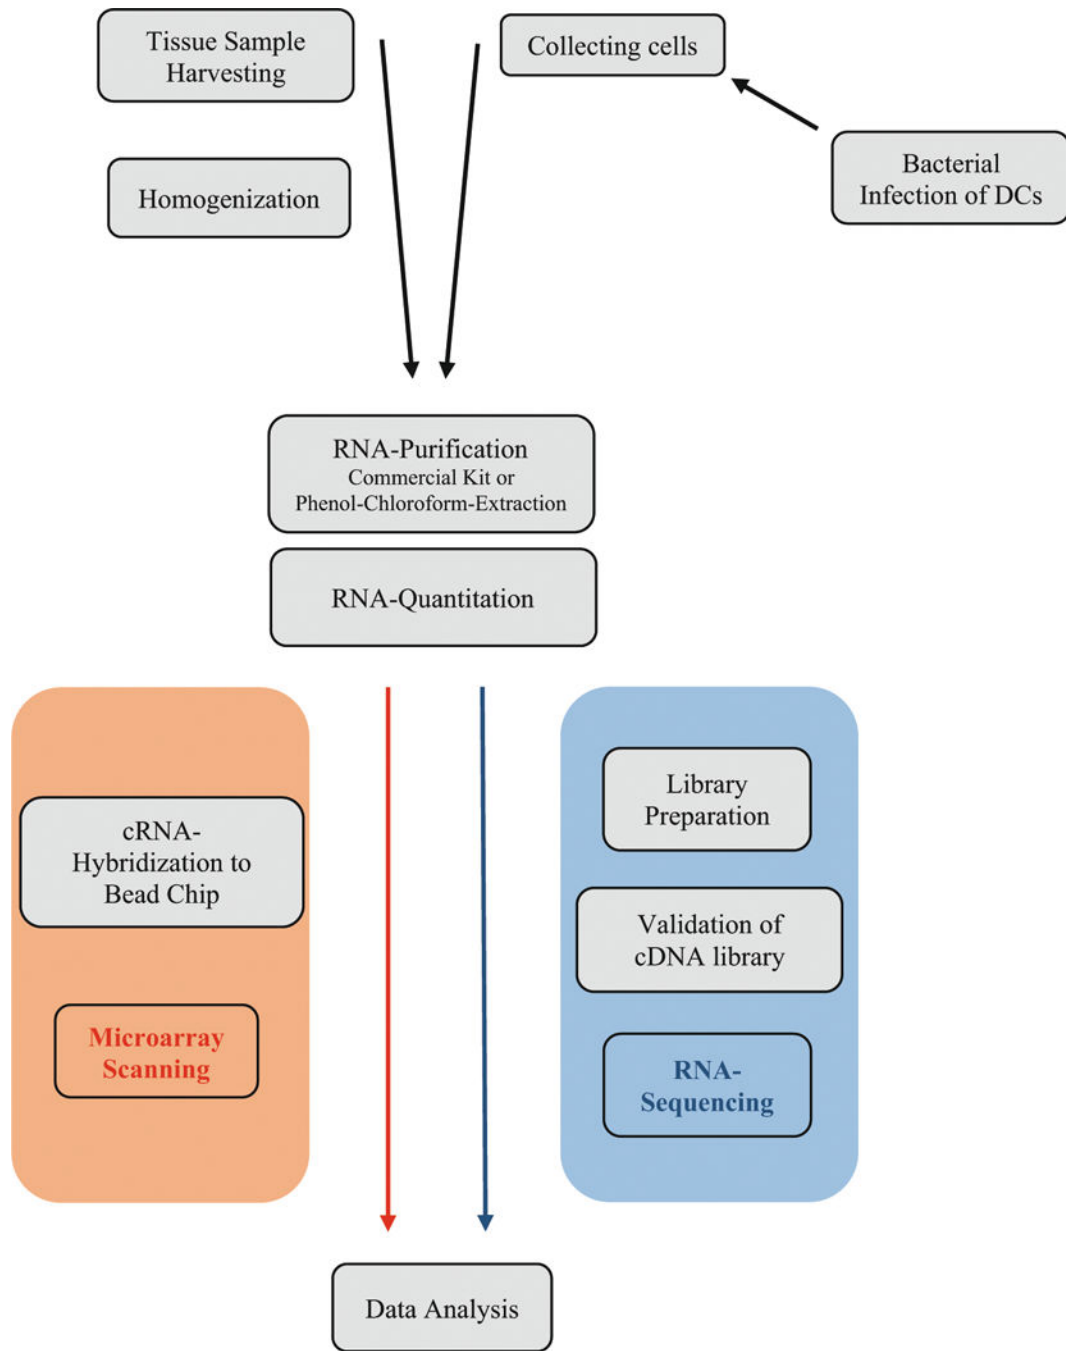 Tissue Sample
Harvesting
Collecting cells
Homogenization
Bacterial
Infection of DCs
RNA-Purification
Commercial Kit or
Phenol-Chloroform-Extraction
RNA-Quantitation
cRNA-
Hybridization to
Bead Chip
Microarray
Scanning
Library
Preparation
Validation of
cDNA library
RNA-
Sequencing
Data Analysis